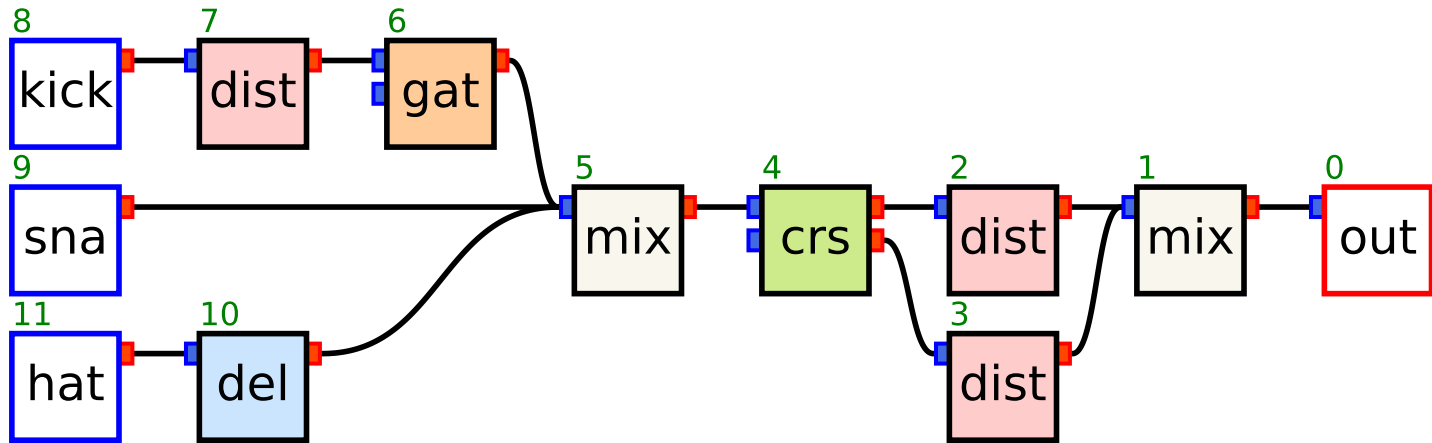 8 7 6
kick dist gat
9 5 4 2 1 0
sna mix crs dist mix out
11 10 3
hat del dist